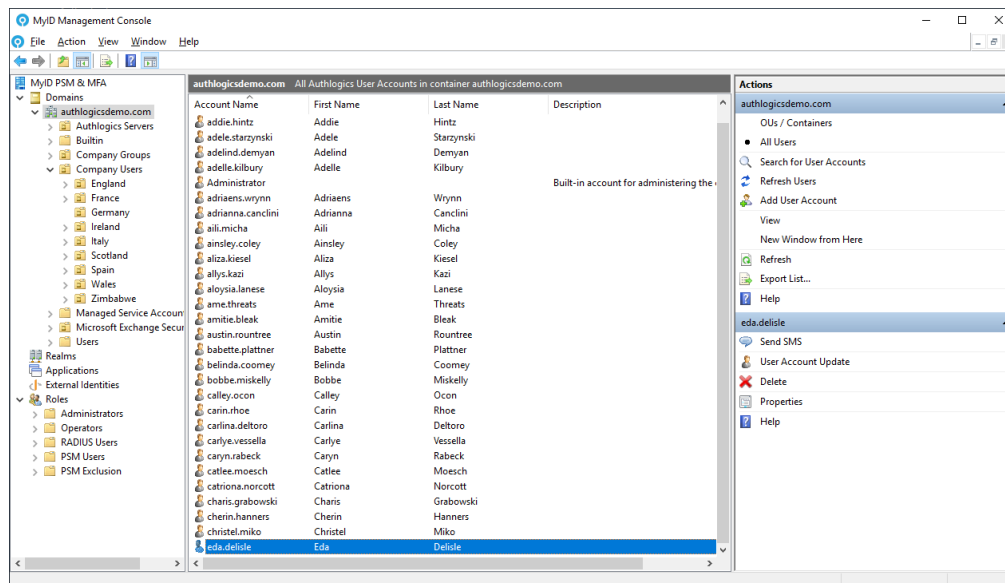 MyID Management Console
File Action View Window Help
MyID PSM & MFA
Domains
authlogicsdemo.com
Authlogics Servers
Builtin
Company Groups
Company Users
England
France
Germany
Ireland
Italy
Scotland
Spain
Wales
Zimbabwe
Managed Service Accoun
Microsoft Exchange Secur
Users
Realms
Applications
External Identities
Roles
Administrators
Operators
RADIUS Users
PSM Users
PSM Exclusion
authlogicsdemo.com All Authlogics User Accounts in container authlogicsdemo.com
Account Name First Name Last Name Description
addie.hintz Addie Hintz
adele.starzynski Adele Starzynski
adelind.demyan Adelind Demyan
adelle.kilbury Adelle Kilbury
Administrator Built-in account for administering the
adriaens.wrynn Adriaens Wrynn
adrianna.canclini Adrianna Canclini
aili.micha Aili Micha
ainsley.coley Ainsley Coley
aliza.kiesel Aliza Kiesel
allys.kazi Allys Kazi
aloysia.lanese Aloysia Lanese
ame.threats Ame Threats
amitie.bleak Amitie Bleak
austin.rountree Austin Rountree
babette.plattner Babette Plattner
belinda.coomey Belinda Coomey
bobbe.miskelly Bobbe Miskelly
calley.ocon Calley Ocon
carin.rhoe Carin Rhoe
carlina.deltoro Carlina Deltoro
carlye.vessella Carlye Vessella
caryn.rabeck Caryn Rabeck
catlee.moesch Catlee Moesch
catriona.norcott Catriona Norcott
charis.grabowski Charis Grabowski
cherin.hanners Cherin Hanners
christel.miko Christel Miko
eda.delisle Eda Delisle
Actions
authlogicsdemo.com
OUs / Containers
All Users
Search for User Accounts
Refresh Users
Add User Account
View
New Window from Here
Refresh
Export List...
Help
eda.delisle
Send SMS
User Account Update
Delete
Properties
Help